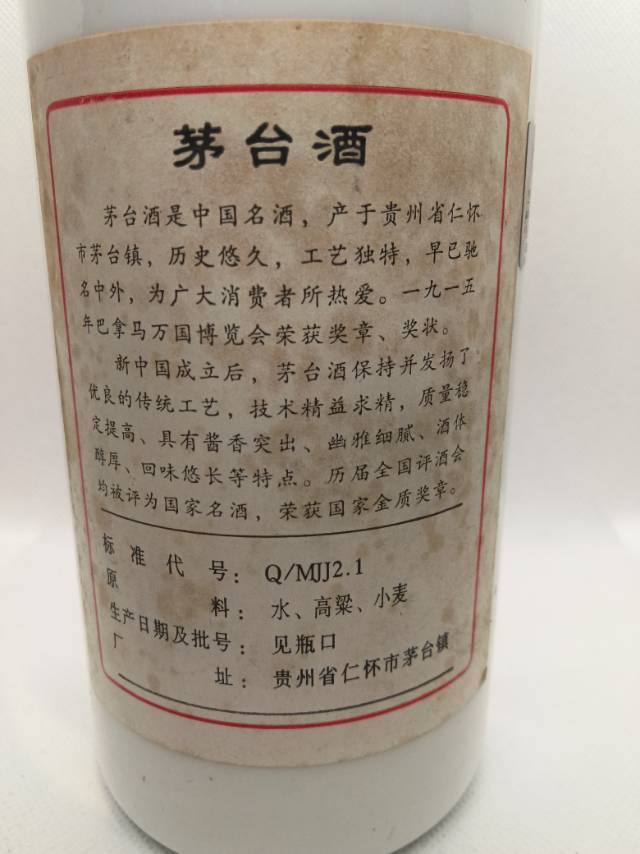 茅台酒
茅台酒是中国名酒，产于贵州省仁怀
市茅台镇，历史悠久，工艺独特，早已驰
名中外，为广大消费者所热爱。一九一五
年巴拿马万国博览会荣获奖章、奖状。
新中国成立后，茅台酒保持并发扬了
优良的传统工艺，技术精益求精，质量稳
定提高、具有酱香突出、幽雅细腻、酒体
醇厚、回味悠长等特点。历届全国评酒会
均被评为国家名酒，荣获国家金质奖章。
标准代号：Q/MJJ2.1
原料：水、高粱、小麦
生产日期及批号：见瓶口
厂址：贵州省仁怀市茅台镇